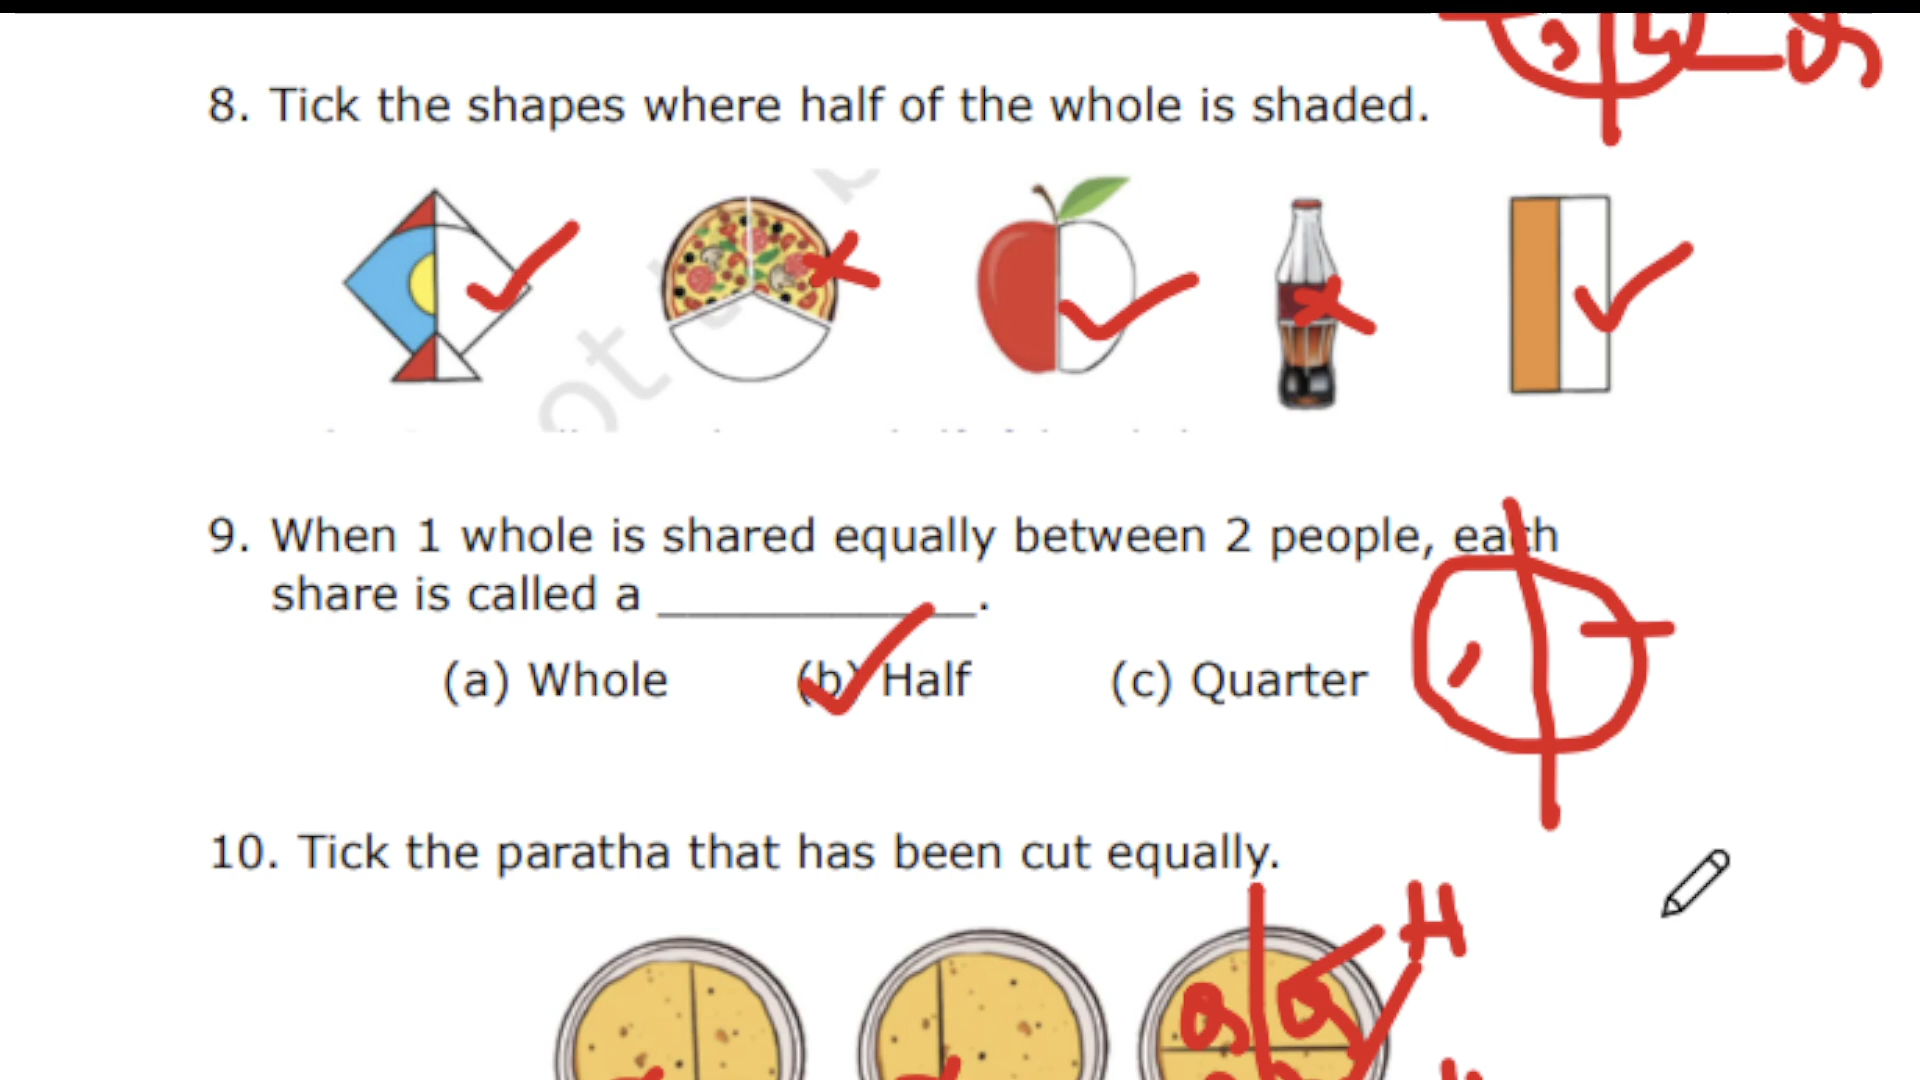 8. Tick the shapes where half of the whole is shaded.
9. When 1 whole is shared equally between 2 people, each
share is called a ____________.
(a) Whole (b) Half (c) Quarter
10. Tick the paratha that has been cut equally.
H